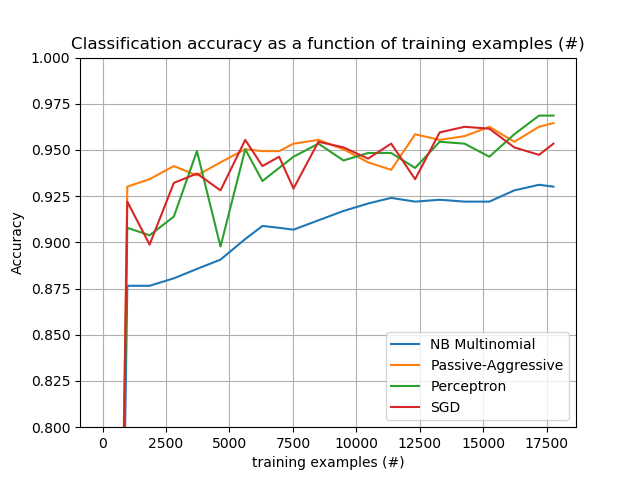 Classification accuracy as a function of training examples (#)
1.000
0.975
0.950
0.925
0.900
0.875
0.850
0.825
0.800
Accuracy
NB Multinomial
Passive-Aggressive
Perceptron
SGD
0 2500 5000 7500 10000 12500 15000 17500
training examples (#)